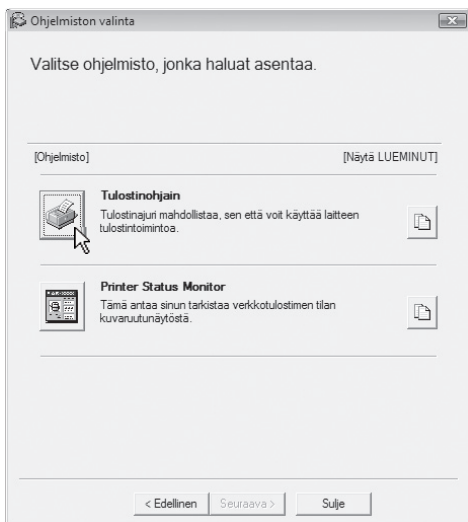 Ohjelmiston valinta
Valitse ohjelmisto, jonka haluat asentaa.
[Ohjelmisto] [Näytä LUEMINUT]
Tulostinohjain
Tulostinajuri mahdollistaa, sen että voit käyttää laitteen
tulostintoimintoa.
Printer Status Monitor
Tämä antaa sinun tarkistaa verkkotulostimen tilan
kuvaruutunäytöstä.
< Edellinen Seuraava > Sulje